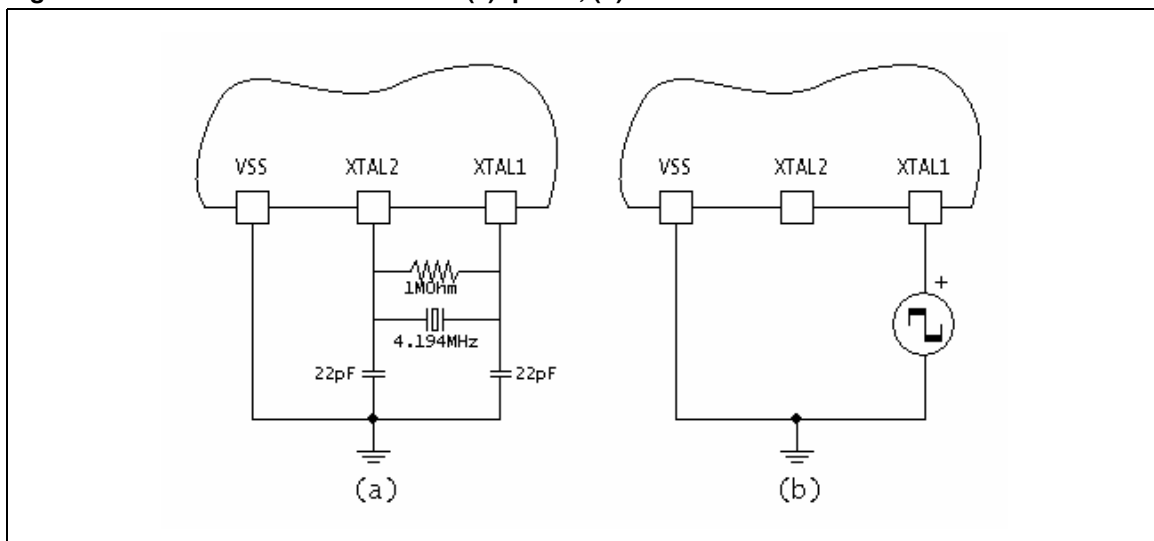 VSS XTAL2 XTAL1
1MOhm
4.194MHz
22pF 22pF
(a)
VSS XTAL2 XTAL1
+
(b)